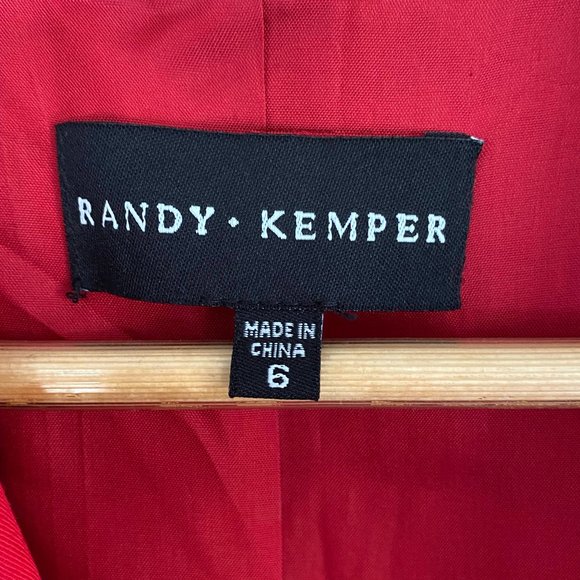 RANDY · KEMPER
MADE IN
CHINA
6